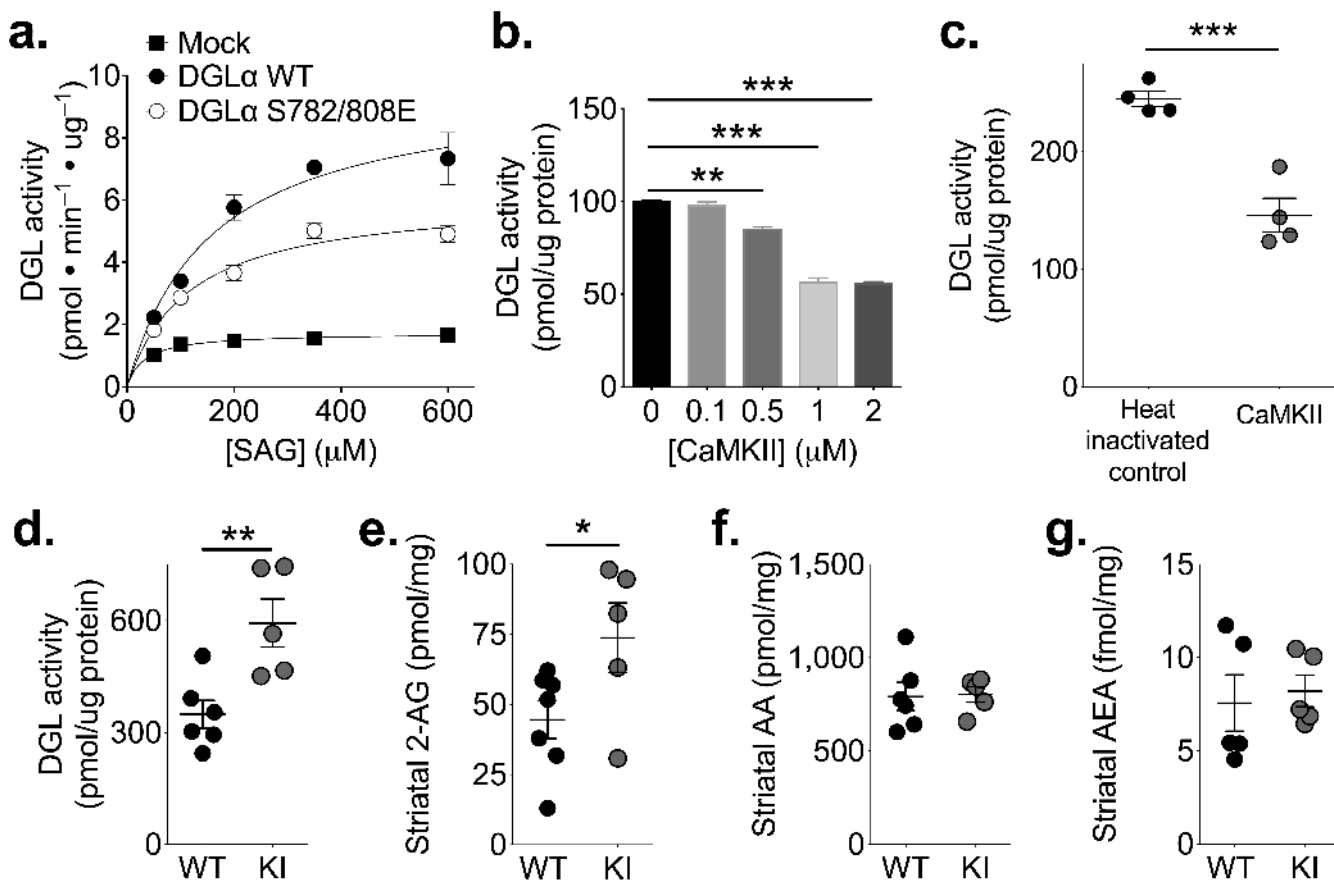 a.
Mock
DGLα WT
DGLα S782/808E
DGL activity
(pmol • min⁻¹ • ug⁻¹)
10
8
6
4
2
0
0 200 400 600
[SAG] (μM)
b.
***
***
**
DGL activity
(pmol/ug protein)
150
100
50
0
0 0.1 0.5 1 2
[CaMKII] (μM)
c.
***
DGL activity
(pmol/ug protein)
200
100
0
Heat
inactivated
control
CaMKII
d.
**
DGL activity
(pmol/ug protein)
600
300
0
WT KI
e.
*
Striatal 2-AG (pmol/mg)
100
75
50
25
0
WT KI
f.
Striatal AA (pmol/mg)
1,500
1,000
500
0
WT KI
g.
Striatal AEA (fmol/mg)
15
10
5
0
WT KI